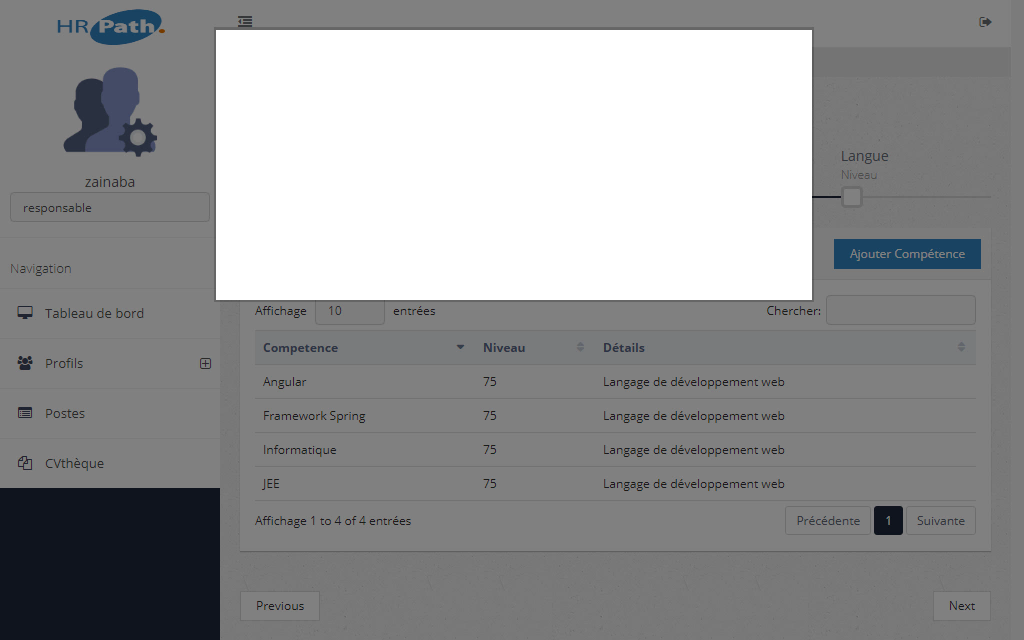 HR Path.
zainaba
responsable
Navigation
Tableau de bord
Profils
Postes
CVthèque
Langue
Niveau
Ajouter Compétence
Affichage 10 entrées
Chercher:
Competence Niveau Détails
Angular 75 Langage de développement web
Framework Spring 75 Langage de développement web
Informatique 75 Langage de développement web
JEE 75 Langage de développement web
Affichage 1 to 4 of 4 entrées
Précédente 1 Suivante
Previous
Next